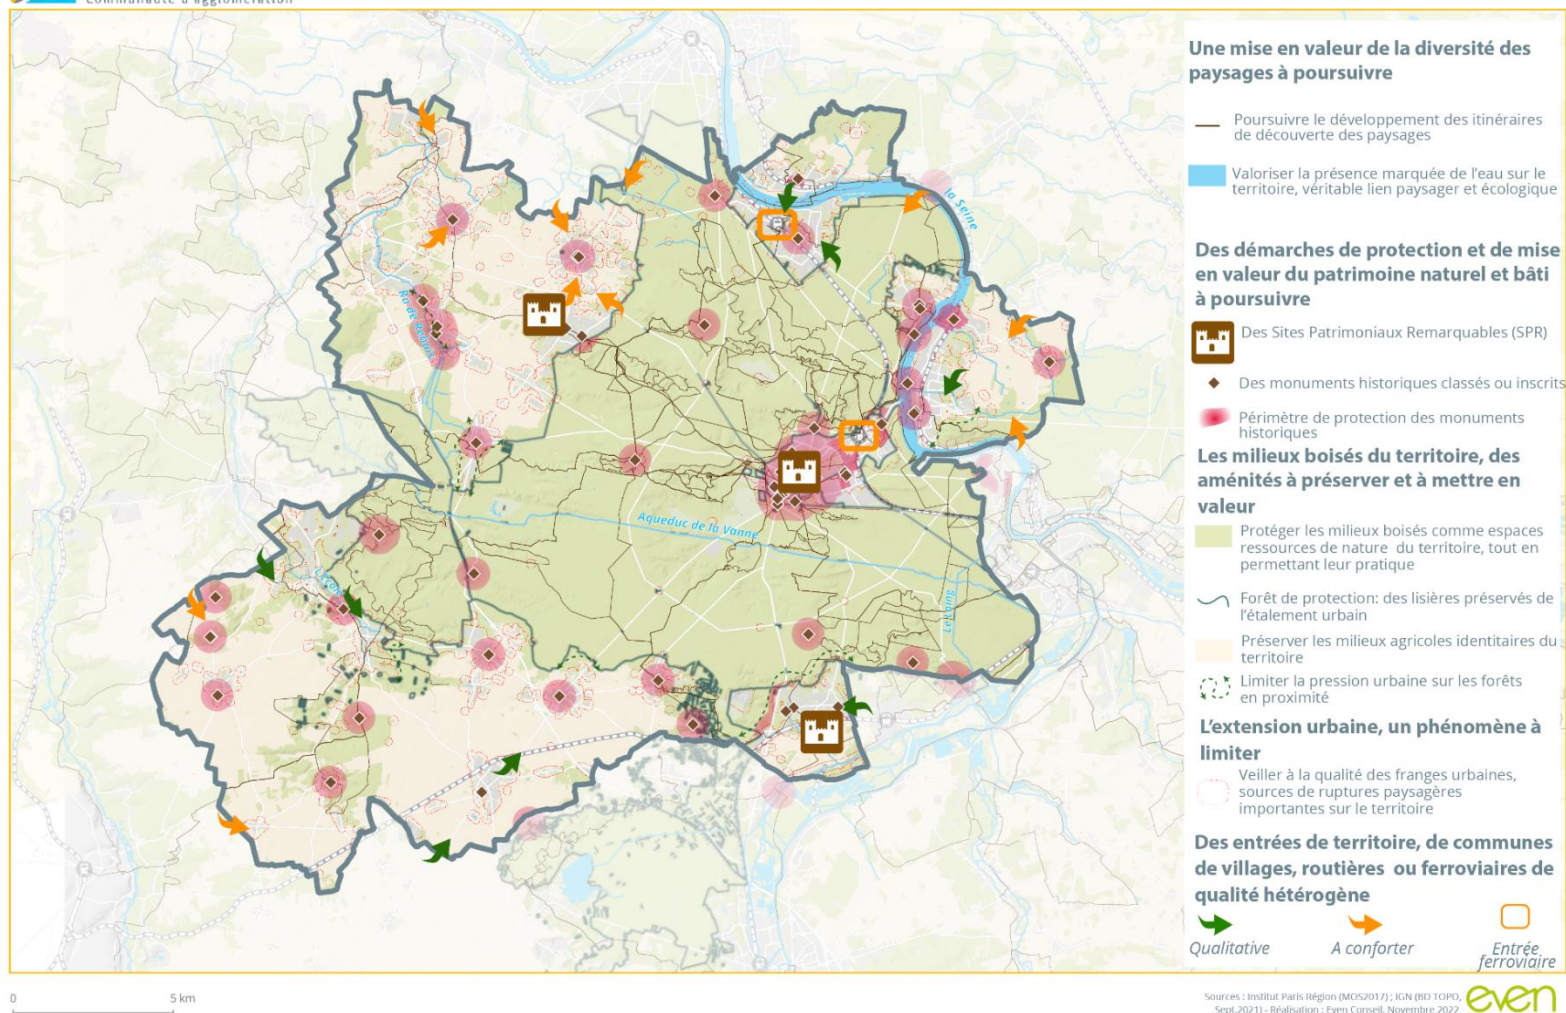 Communauté d'agglomération
Une mise en valeur de la diversité des
paysages à poursuivre
Poursuivre le développement des itinéraires
de découverte des paysages
Valoriser la présence marquée de l'eau sur le
territoire, véritable lien paysager et écologique
Des démarches de protection et de mise
en valeur du patrimoine naturel et bâti
à poursuivre
Des Sites Patrimoniaux Remarquables (SPR)
Des monuments historiques classés ou inscrits
Périmètre de protection des monuments
historiques
Les milieux boisés du territoire, des
aménités à préserver et à mettre en
valeur
Protéger les milieux boisés comme espaces
ressources de nature du territoire, tout en
permettant leur pratique
Forêt de protection: des lisières préservés de
l'étalement urbain
Préserver les milieux agricoles identitaires du
territoire
Limiter la pression urbaine sur les forêts
en proximité
L'extension urbaine, un phénomène à
limiter
Veiller à la qualité des franges urbaines,
sources de ruptures paysagères
importantes sur le territoire
Des entrées de territoire, de communes
de villages, routières ou ferroviaires de
qualité hétérogène
Qualitative
A conforter
Entrée
ferroviaire
la Seine
Aqueduc de la Vanne
Le Loing
0
5 km
Sources : Institut Paris Région (MOS2017) ; IGN (BD TOPO,
Sept.2021) - Réalisation : Even Conseil, Novembre 2022
even